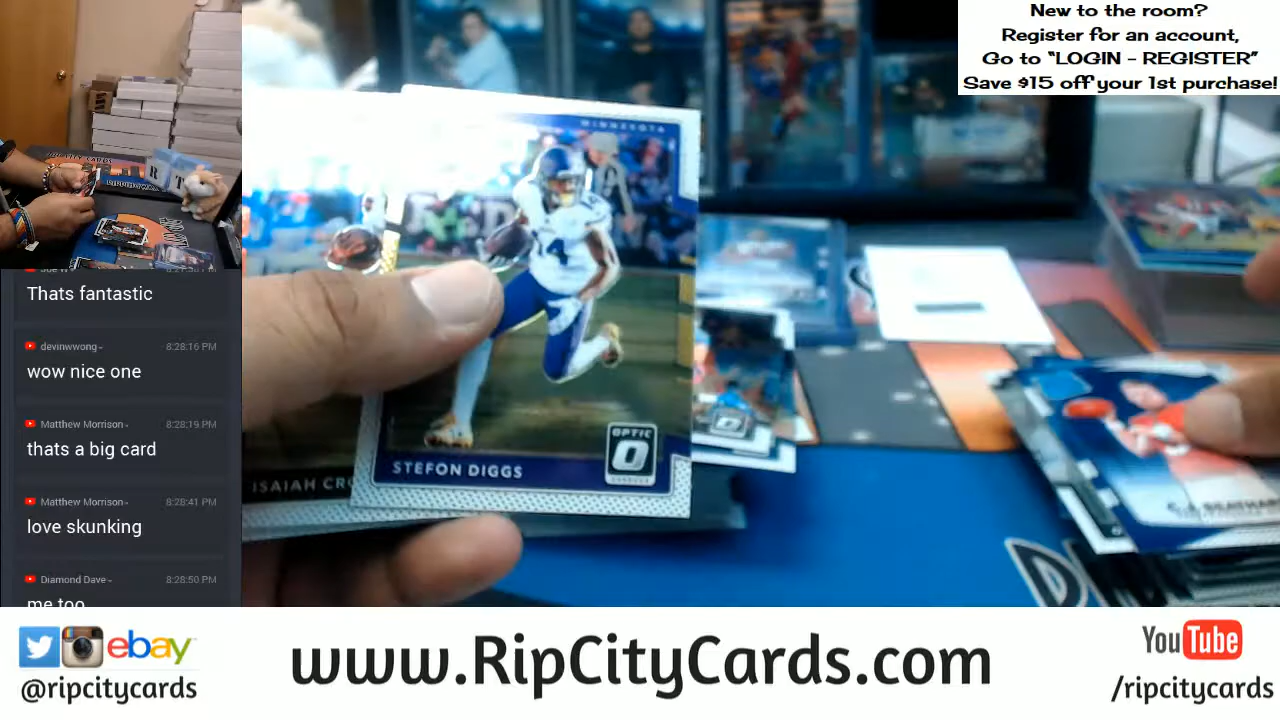 New to the room?
Register for an account,
Go to “LOGIN - REGISTER”
Save $15 off your 1st purchase!
Thats fantastic
devinwwong
8:28:16 PM
wow nice one
Matthew Morrison
8:28:19 PM
thats a big card
Matthew Morrison
8:28:41 PM
love skunking
Diamond Dave
8:28:50 PM
me too
MINNESOTA
14
STEFON DIGGS
OPTIC
ISAIAH CR
ebay
@ripcitycards
www.RipCityCards.com
YouTube
/ripcitycards